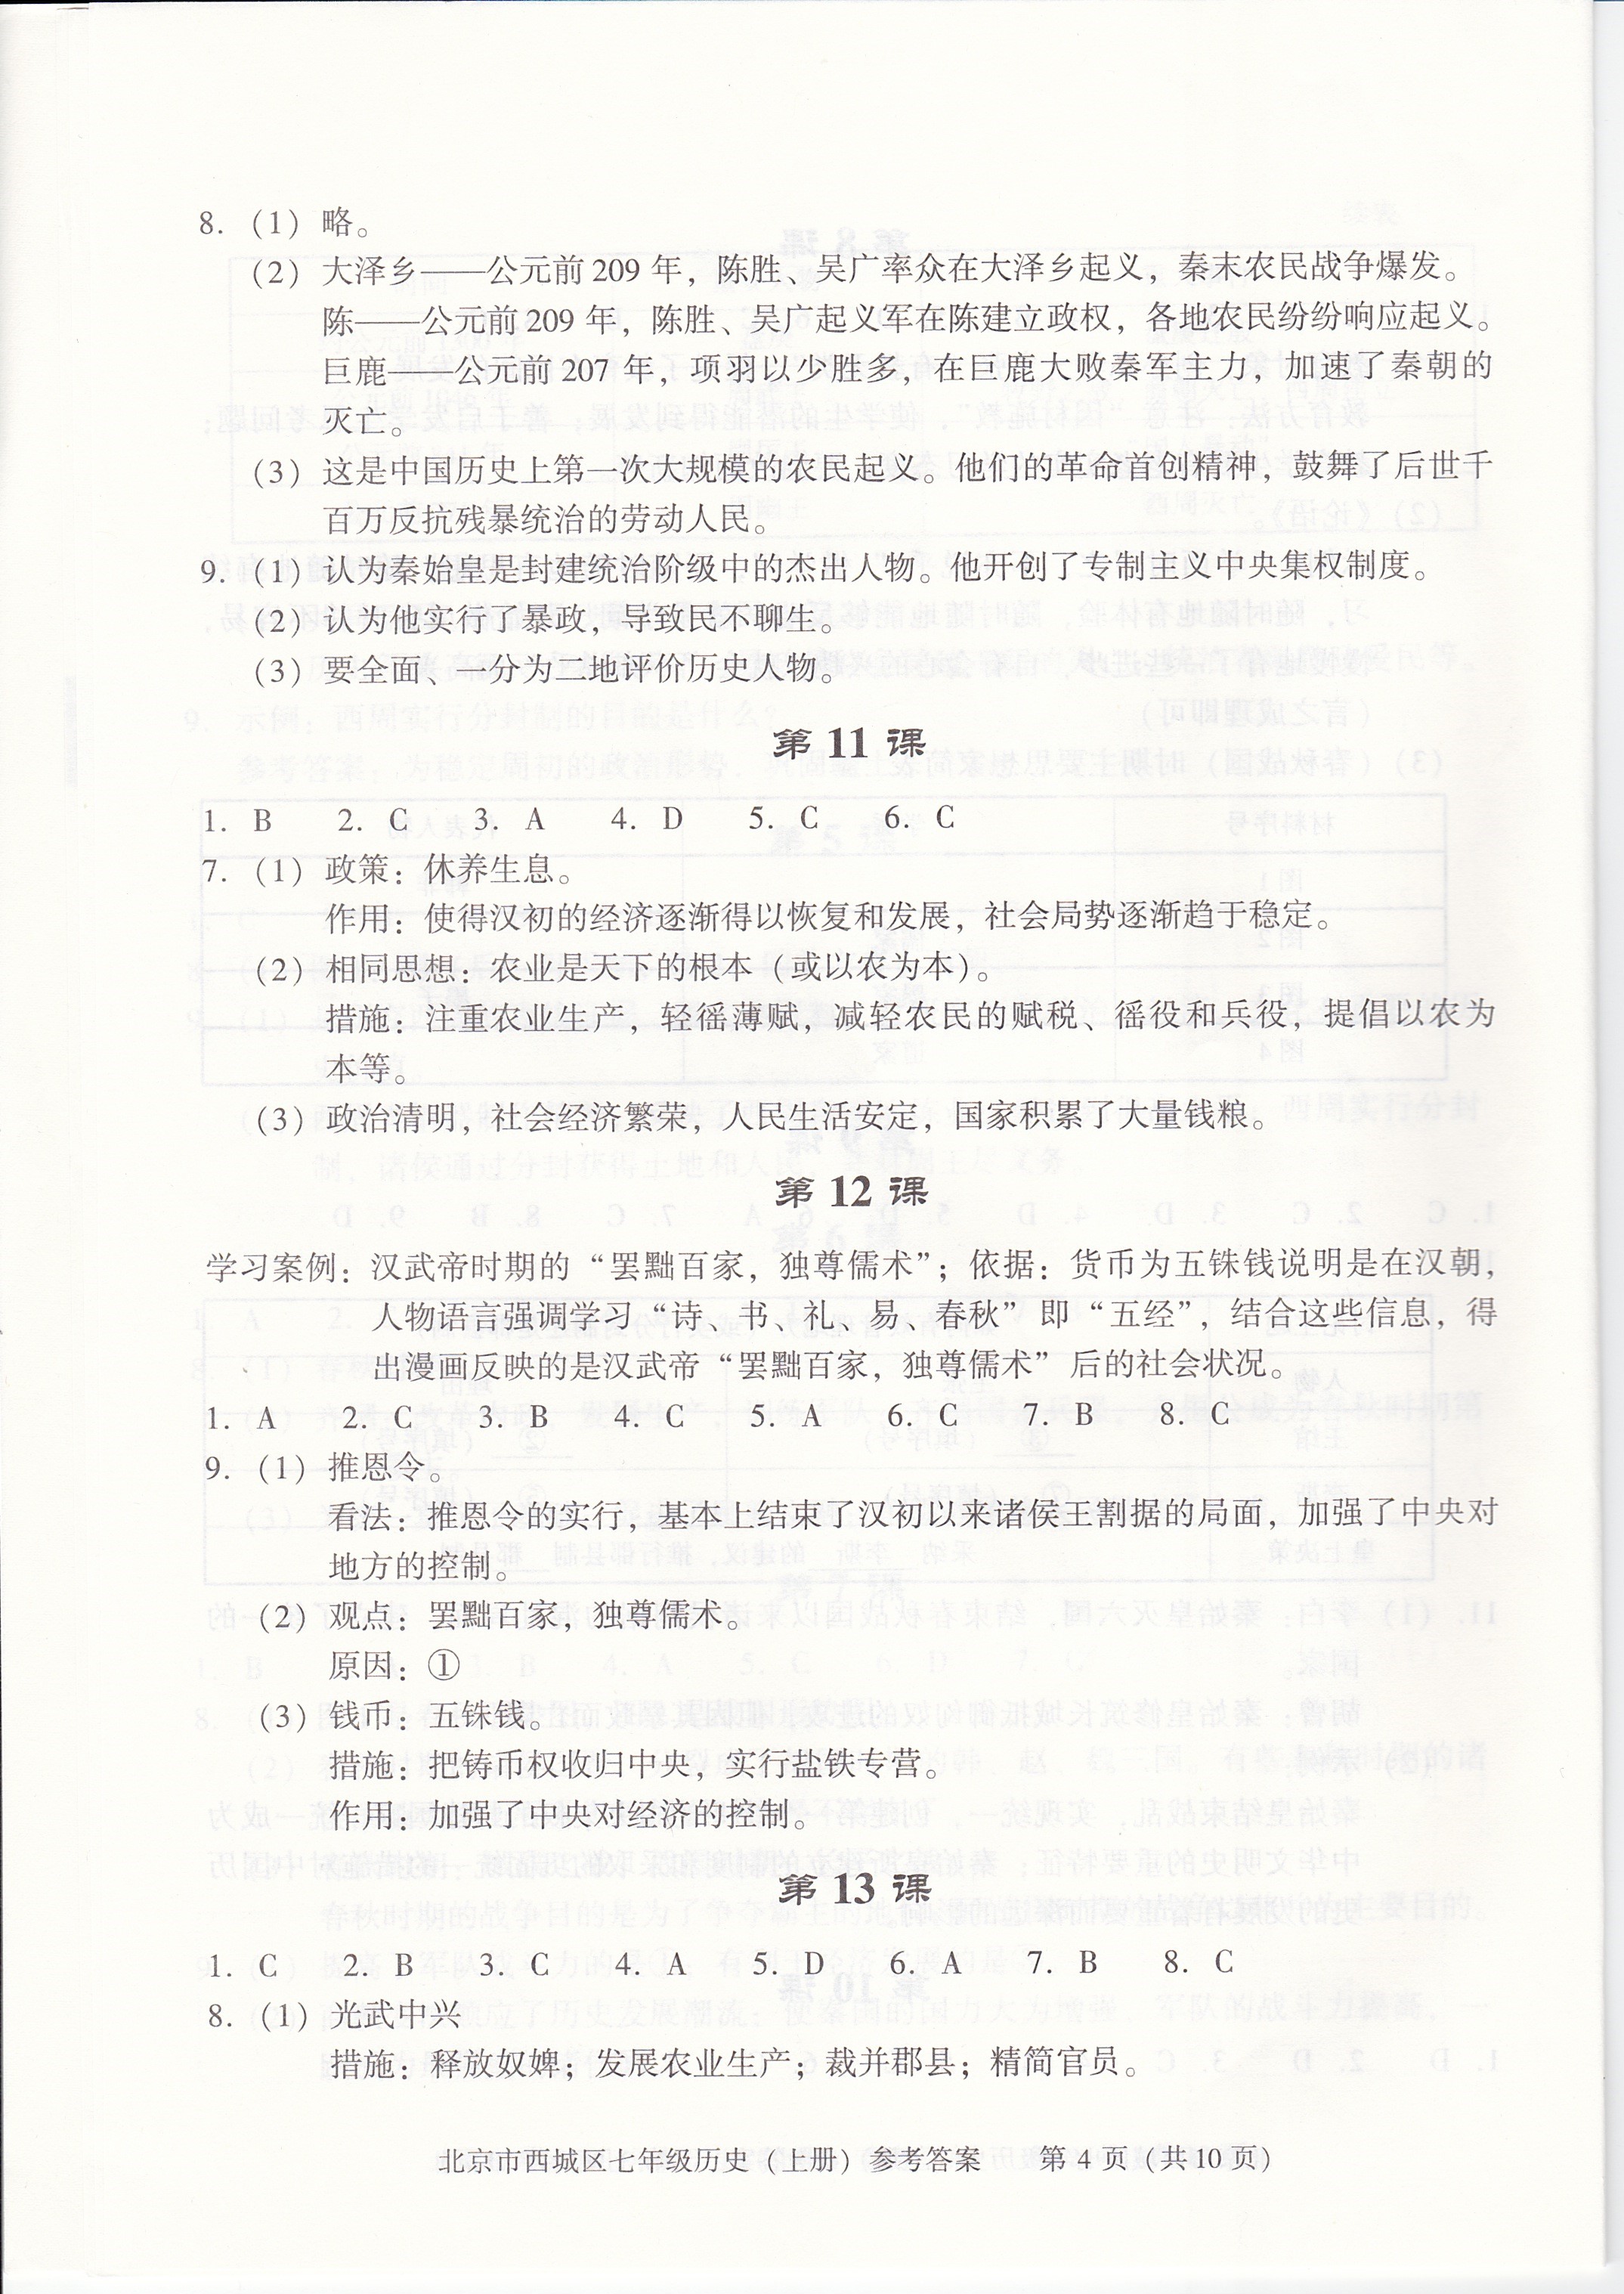 8. (1) 略。
(2) 大泽乡——公元前 209 年，陈胜、吴广率众在大泽乡起义，秦末农民战争爆发。
陈——公元前 209 年，陈胜、吴广起义军在陈建立政权，各地农民纷纷响应起义。
巨鹿——公元前 207 年，项羽以少胜多，在巨鹿大败秦军主力，加速了秦朝的
灭亡。
(3) 这是中国历史上第一次大规模的农民起义。他们的革命首创精神，鼓舞了后世千
百万反抗残暴统治的劳动人民。
9. (1) 认为秦始皇是封建统治阶级中的杰出人物。他开创了专制主义中央集权制度。
(2) 认为他实行了暴政，导致民不聊生。
(3) 要全面、一分为二地评价历史人物。
第 11 课
1. B 2. C 3. A 4. D 5. C 6. C
7. (1) 政策：休养生息。
作用：使得汉初的经济逐渐得以恢复和发展，社会局势逐渐趋于稳定。
(2) 相同思想：农业是天下的根本（或以农为本）。
措施：注重农业生产，轻徭薄赋，减轻农民的赋税、徭役和兵役，提倡以农为
本等。
(3) 政治清明，社会经济繁荣，人民生活安定，国家积累了大量钱粮。
第 12 课
学习案例：汉武帝时期的“罢黜百家，独尊儒术”；依据：货币为五铢钱说明是在汉朝，
人物语言强调学习“诗、书、礼、易、春秋”即“五经”，结合这些信息，得
出漫画反映的是汉武帝“罢黜百家，独尊儒术”后的社会状况。
1. A 2. C 3. B 4. C 5. A 6. C 7. B 8. C
9. (1) 推恩令。
看法：推恩令的实行，基本上结束了汉初以来诸侯王割据的局面，加强了中央对
地方的控制。
(2) 观点：罢黜百家，独尊儒术。
原因：①
(3) 钱币：五铢钱。
措施：把铸币权收归中央，实行盐铁专营。
作用：加强了中央对经济的控制。
第 13 课
1. C 2. B 3. C 4. A 5. D 6. A 7. B 8. C
8. (1) 光武中兴
措施：释放奴婢；发展农业生产；裁并郡县；精简官员。
北京市西城区七年级历史（上册）参考答案 第 4 页（共 10 页）